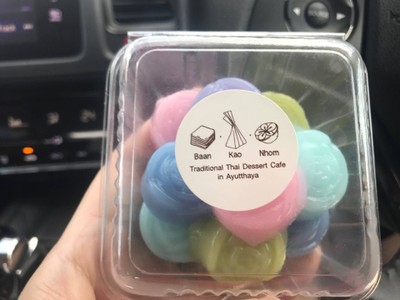 Baan · Kao · Nhom
Traditional Thai Dessert Cafe
in Ayutthaya